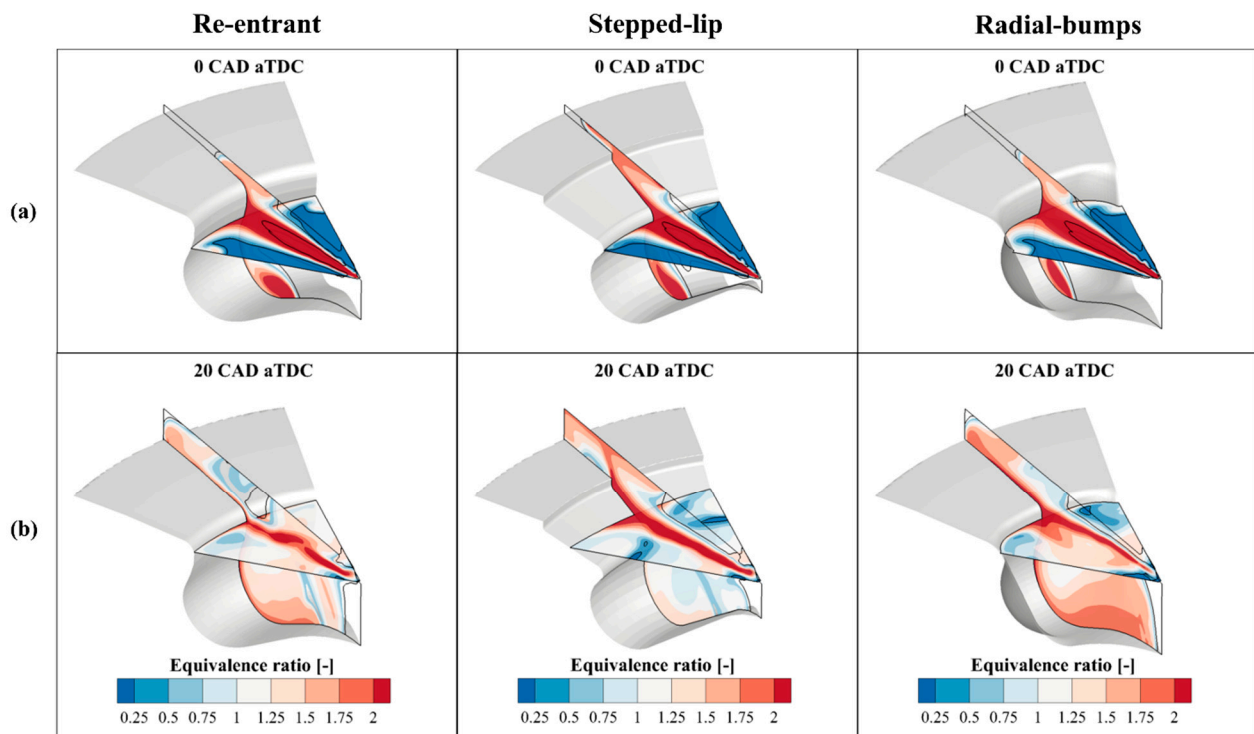 Re-entrant Stepped-lip Radial-bumps
(a)
0 CAD aTDC 0 CAD aTDC 0 CAD aTDC
(b)
20 CAD aTDC 20 CAD aTDC 20 CAD aTDC
Equivalence ratio [-] Equivalence ratio [-] Equivalence ratio [-]
0.25 0.5 0.75 1 1.25 1.5 1.75 2 0.25 0.5 0.75 1 1.25 1.5 1.75 2 0.25 0.5 0.75 1 1.25 1.5 1.75 2